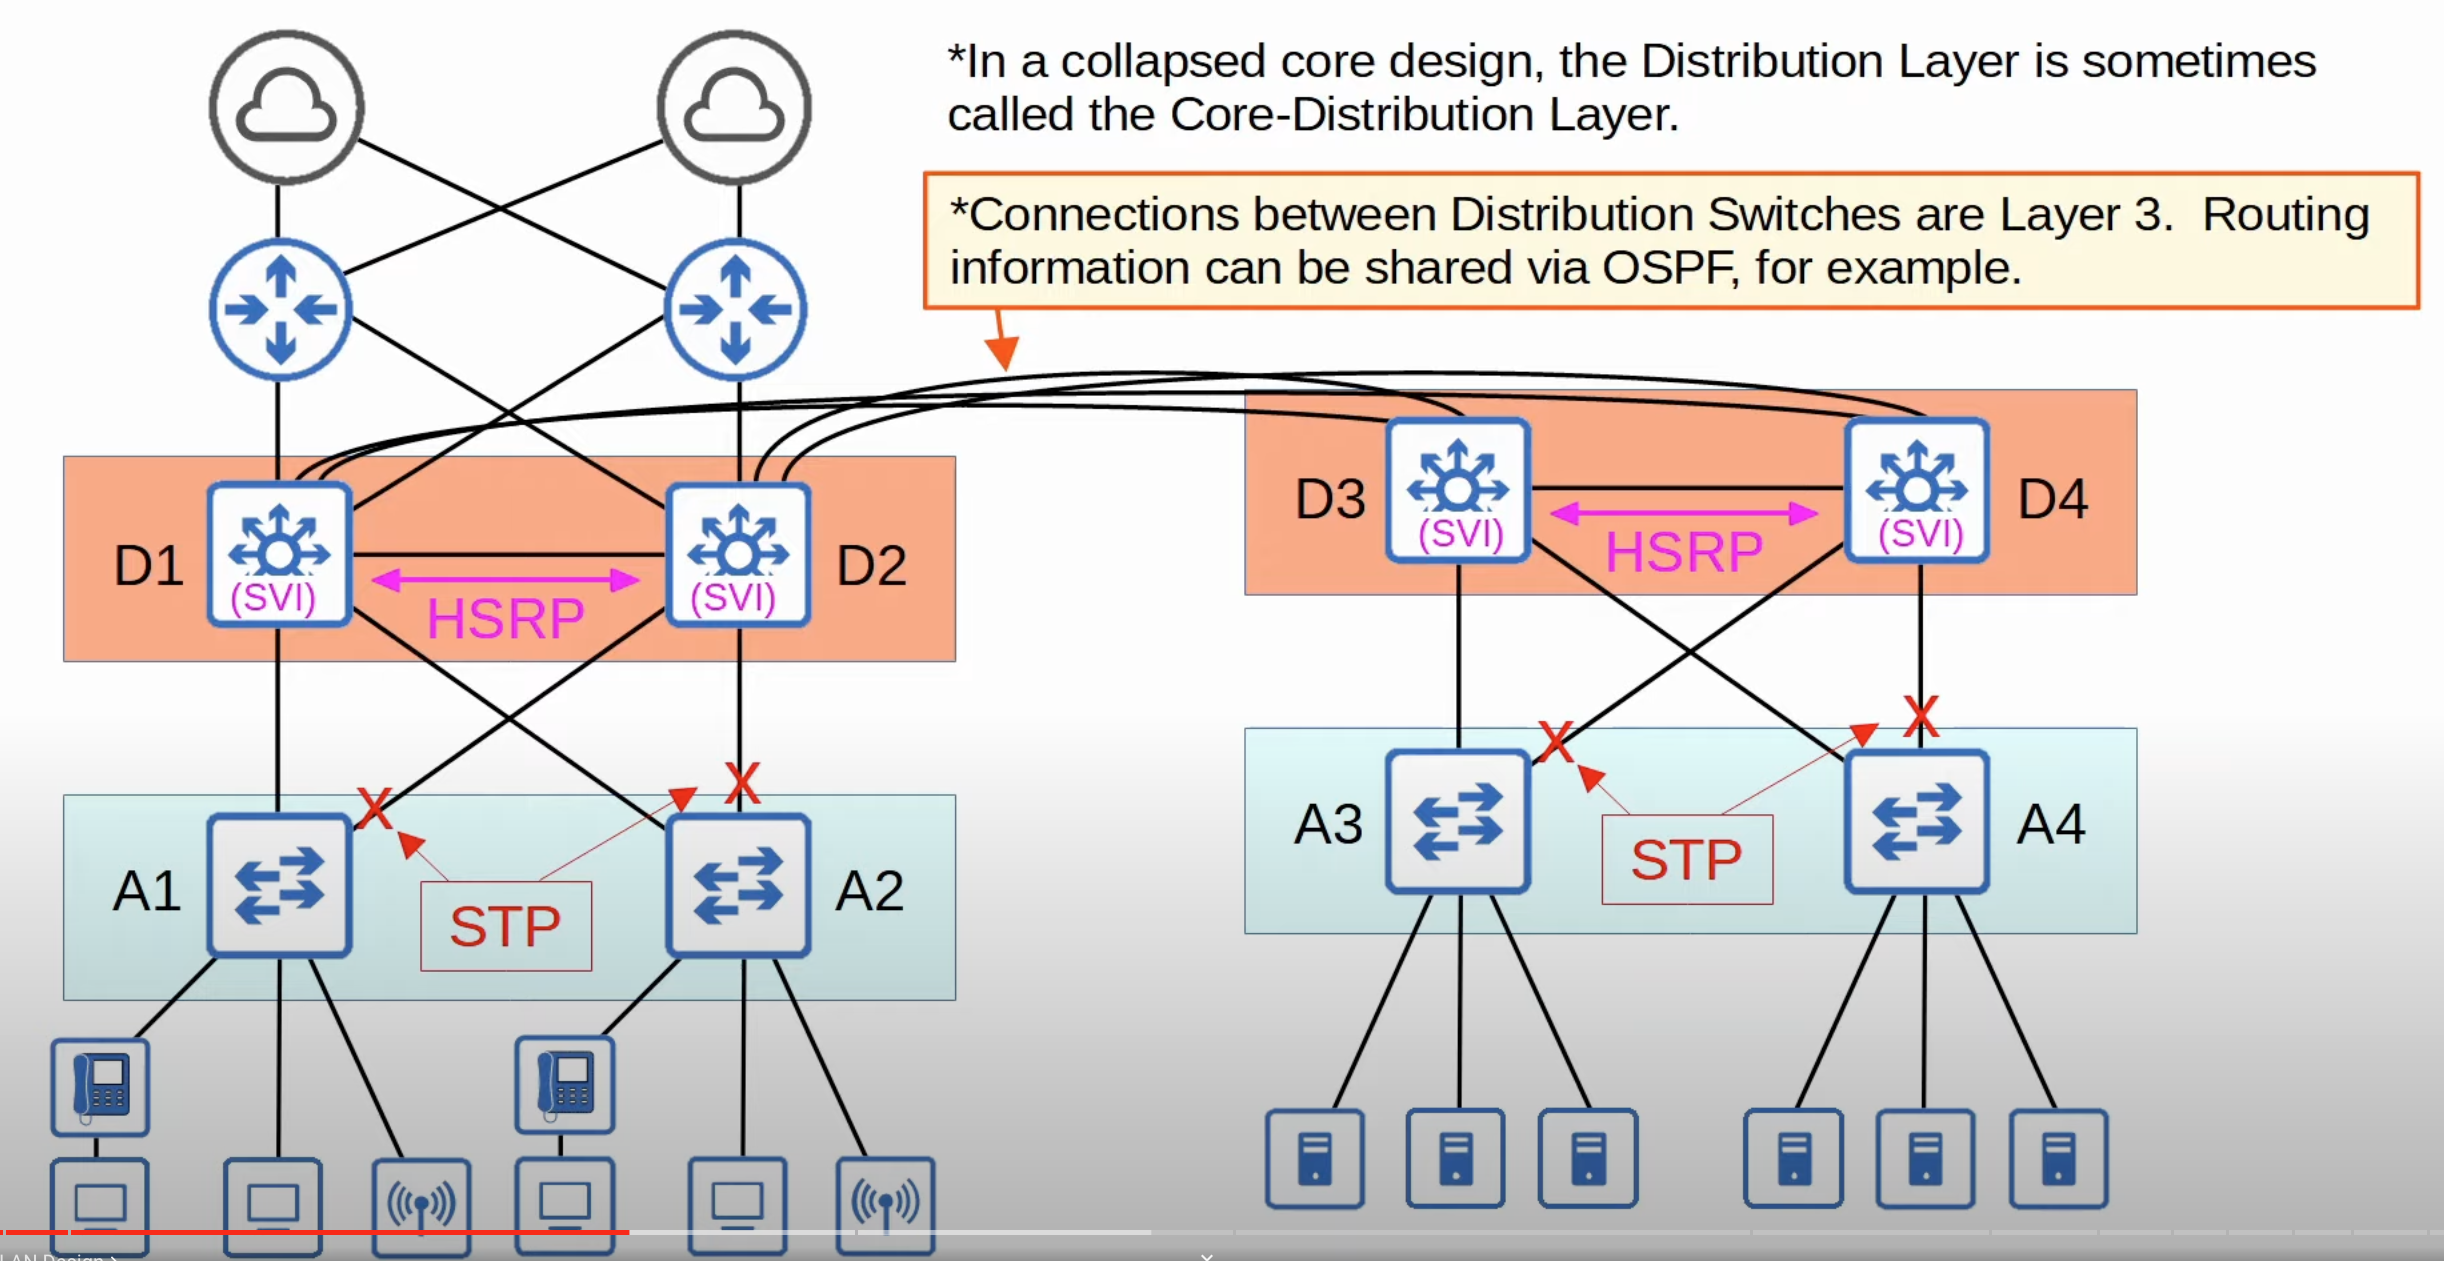 *In a collapsed core design, the Distribution Layer is sometimes
called the Core-Distribution Layer.
*Connections between Distribution Switches are Layer 3.  Routing
information can be shared via OSPF, for example.
D1
(SVI)
HSRP
(SVI)
D2
D3
(SVI)
HSRP
(SVI)
D4
X
X
A1
STP
A2
X
X
A3
STP
A4
LAN Design